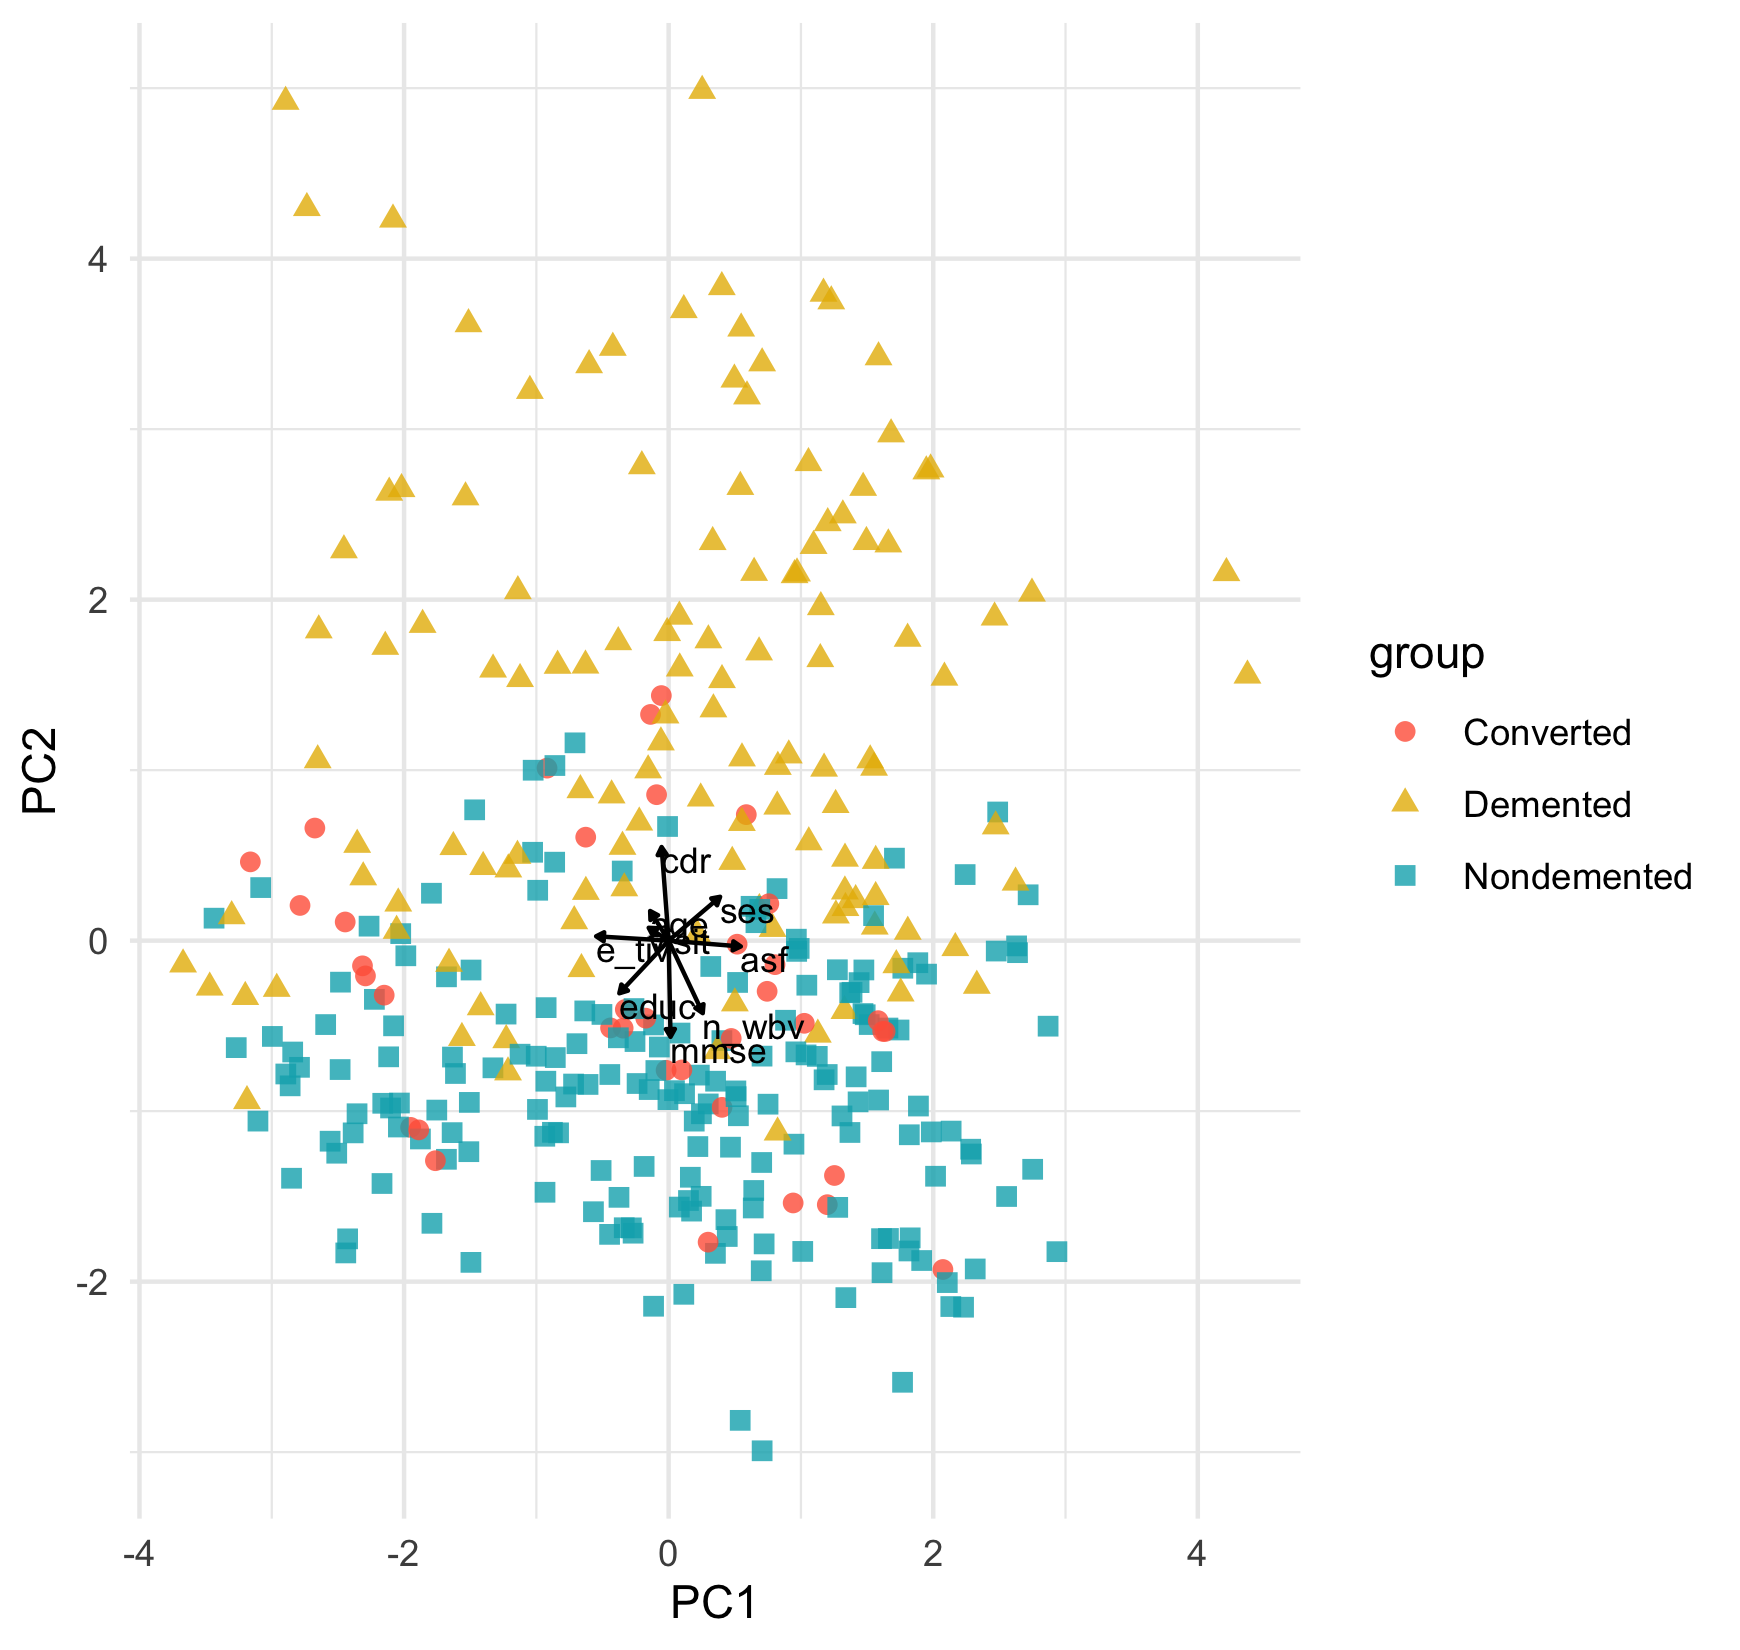 PC2
4
2
0
-2
-4
-2
0
2
4
PC1
cdr
ses
age
e_tiv
asf
educ
n_wbv
mmse
group
Converted
Demented
Nondemented